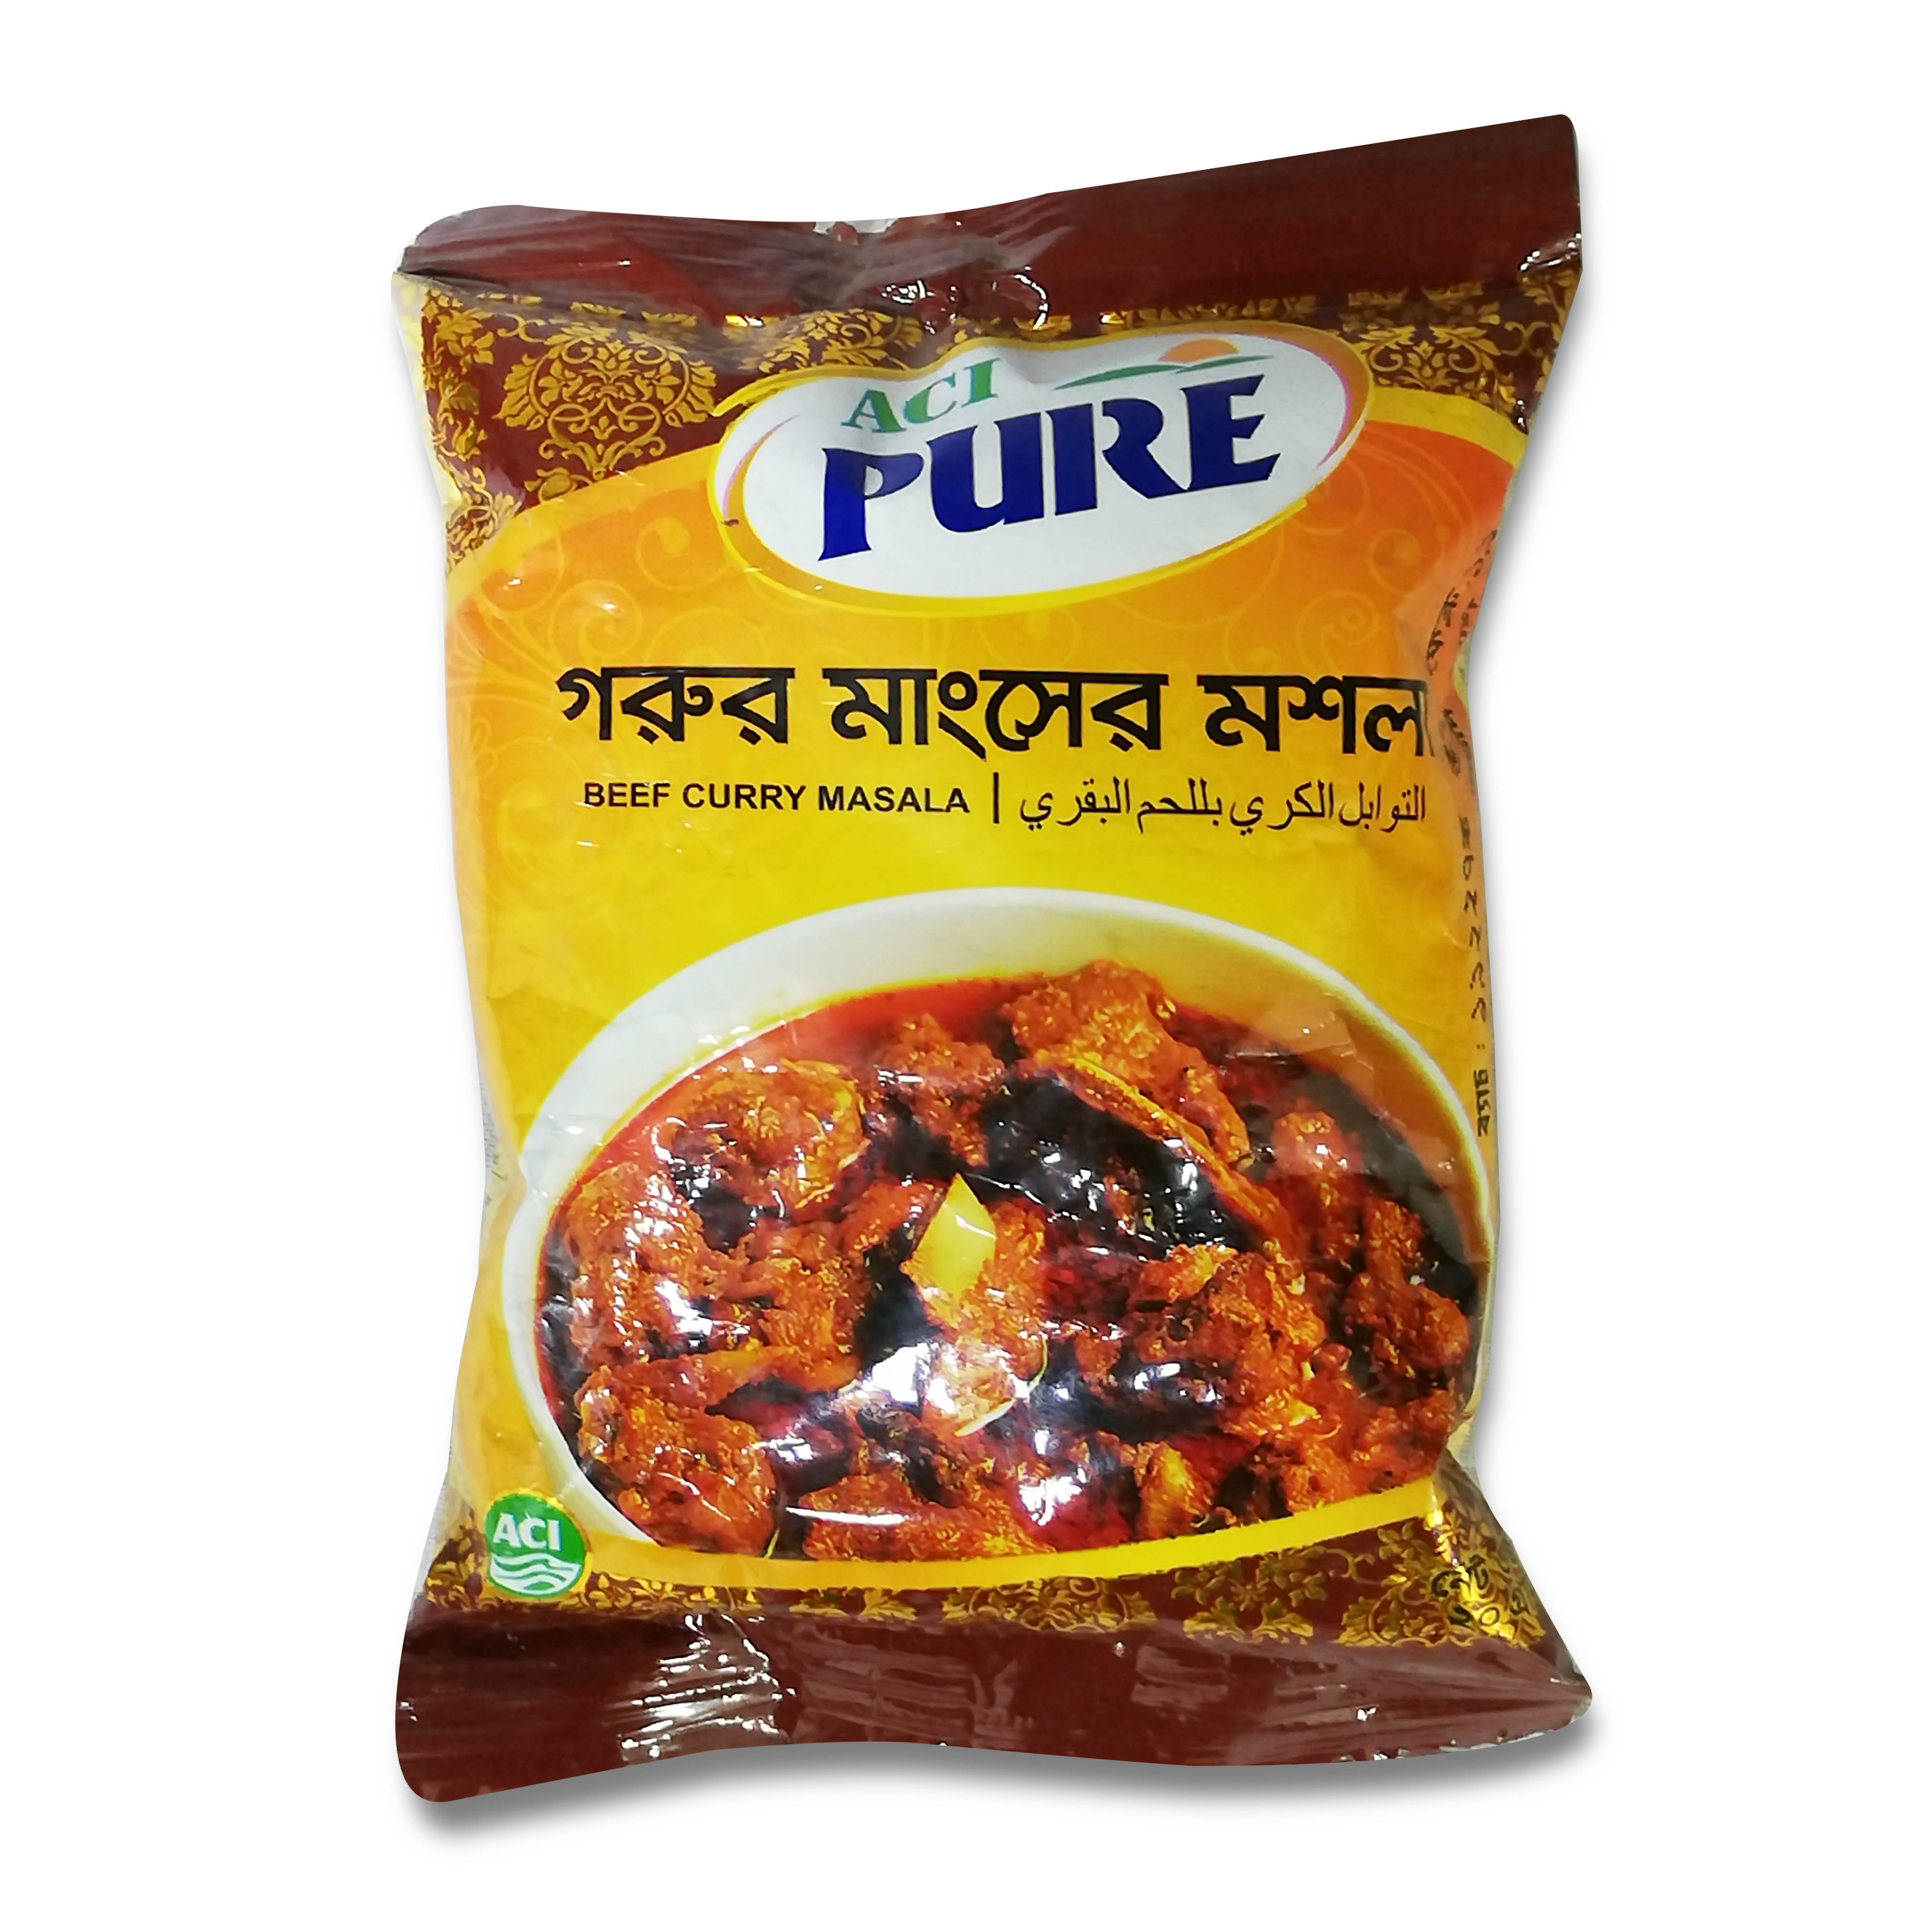 ACI
PURE
গরুর মাংসের মশলা
BEEF CURRY MASALA | التوابل الكري بللحم البقري
ACI